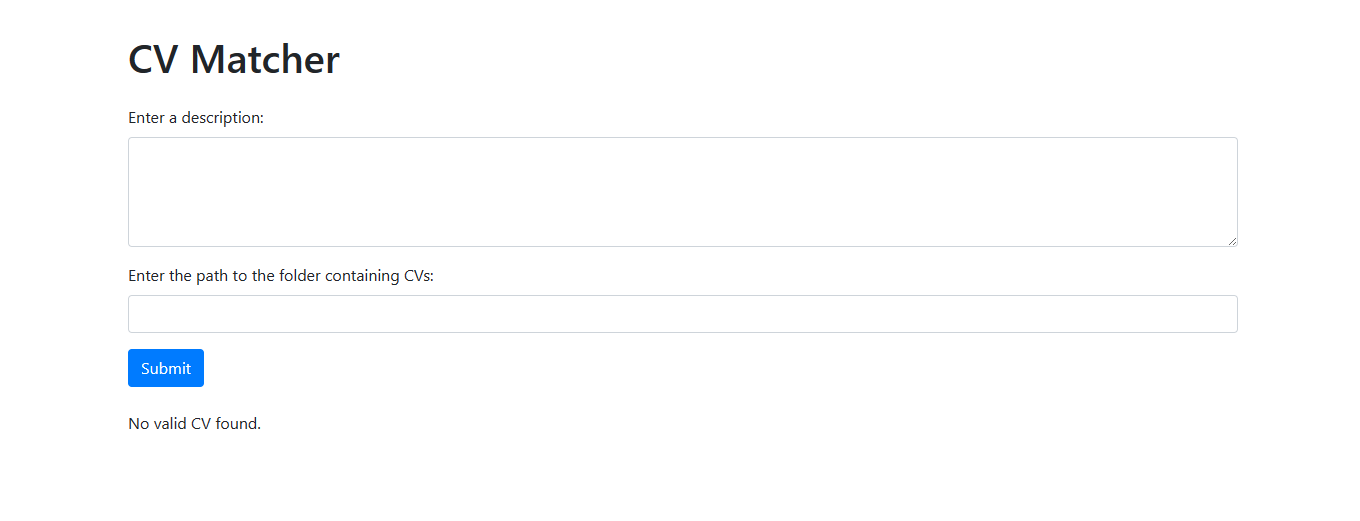 CV Matcher
Enter a description:
Enter the path to the folder containing CVs:
Submit
No valid CV found.